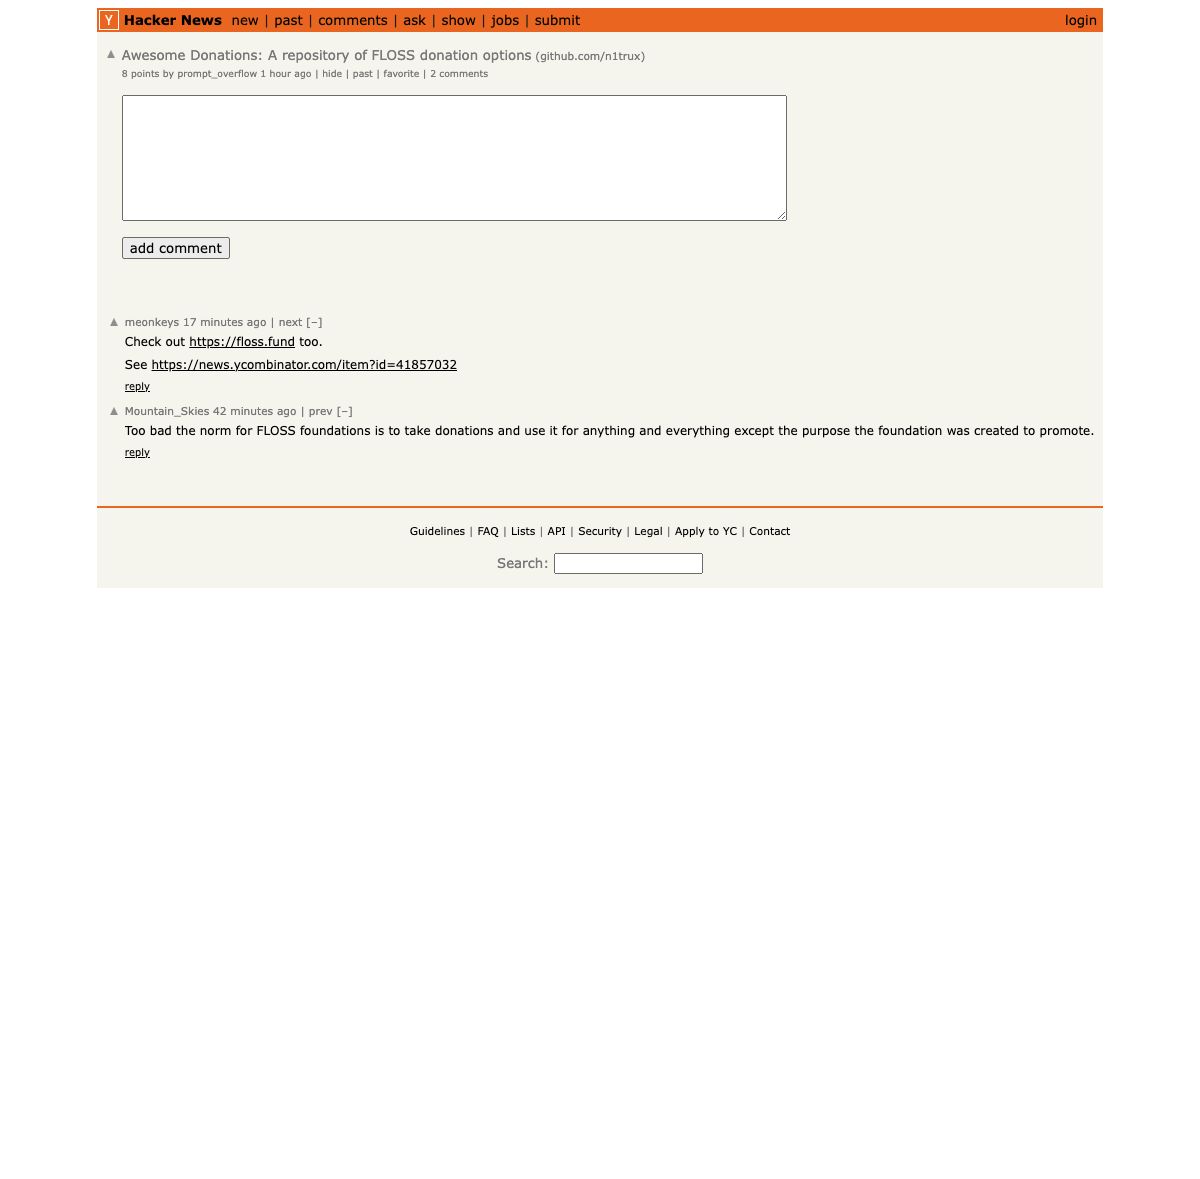 Y Hacker News new | past | comments | ask | show | jobs | submit login
▲ Awesome Donations: A repository of FLOSS donation options (github.com/n1trux)
8 points by prompt_overflow 1 hour ago | hide | past | favorite | 2 comments
add comment
▲ meonkeys 17 minutes ago | next [–]
Check out https://floss.fund too.
See https://news.ycombinator.com/item?id=41857032
reply
▲ Mountain_Skies 42 minutes ago | prev [–]
Too bad the norm for FLOSS foundations is to take donations and use it for anything and everything except the purpose the foundation was created to promote.
reply
Guidelines | FAQ | Lists | API | Security | Legal | Apply to YC | Contact
Search: